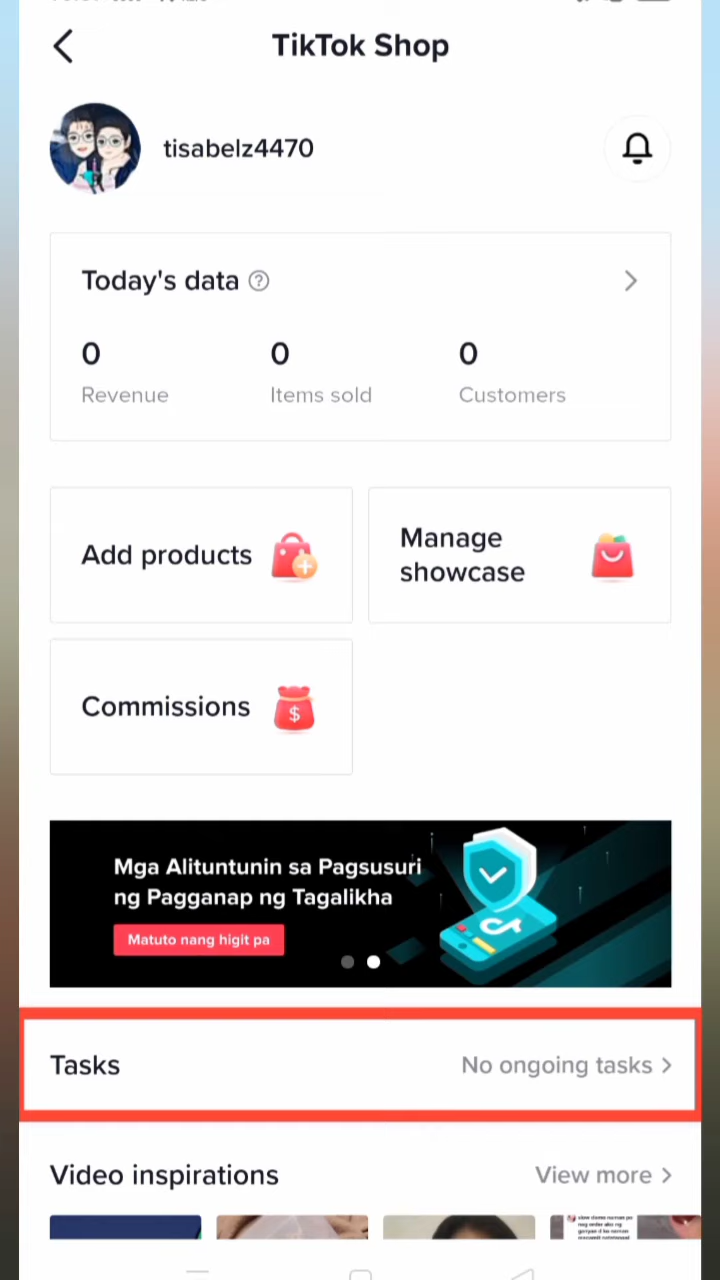 TikTok Shop
tisabelz4470
Today's data
0 0 0
Revenue Items sold Customers
Add products
Manage
showcase
Commissions
$
Mga Alituntunin sa Pagsusuri
ng Pagganap ng Tagalikha
Matuto nang higit pa
Tasks No ongoing tasks
Video inspirations View more